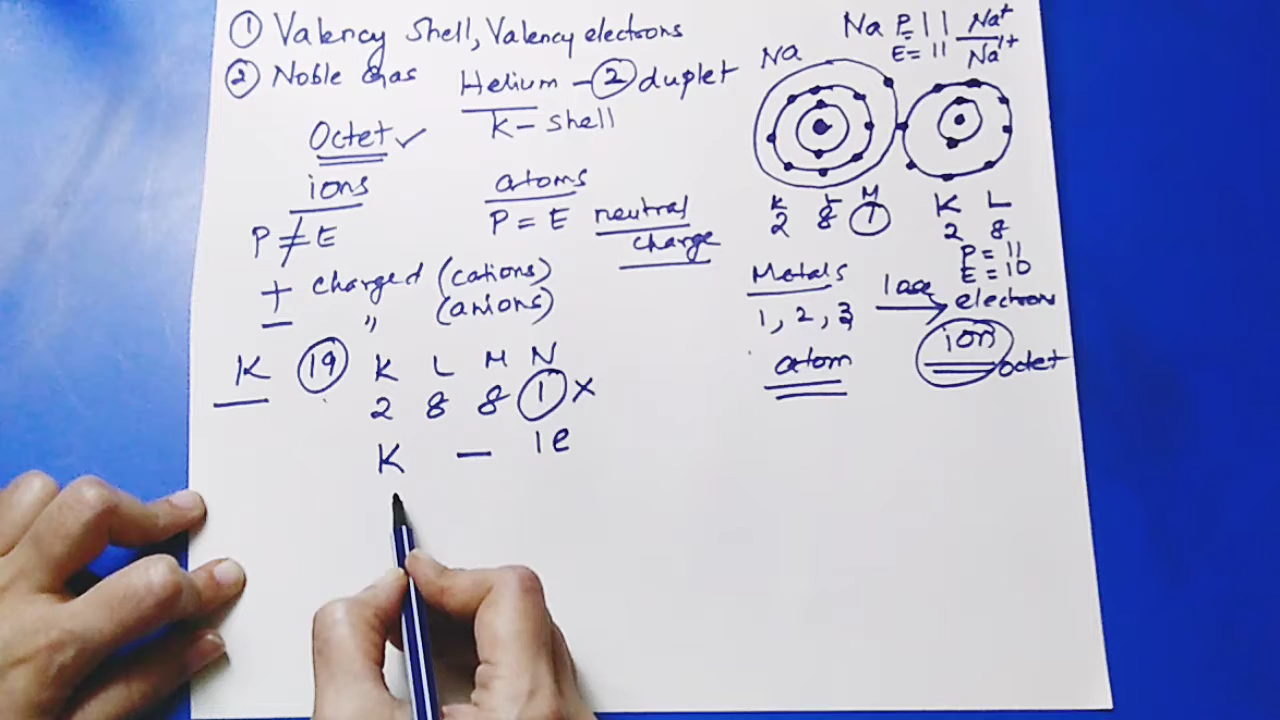 ① Valency Shell, Valency electrons
② Noble Gas
Helium - ② duplet
K - shell
Octet ✓
ions
P ≠ E
+ charged (cations)
- " (anions)
atoms
P = E neutral
charge
K ⑲ K L M N
2 8 8 ① ×
K - 1e
Na P = 11 Na+
E = 11 Na1+
Na
K L M
2 8 ①
K L
2 8
P = 11
E = 10
Metals
1, 2, 3
electron
atom
ion
octet